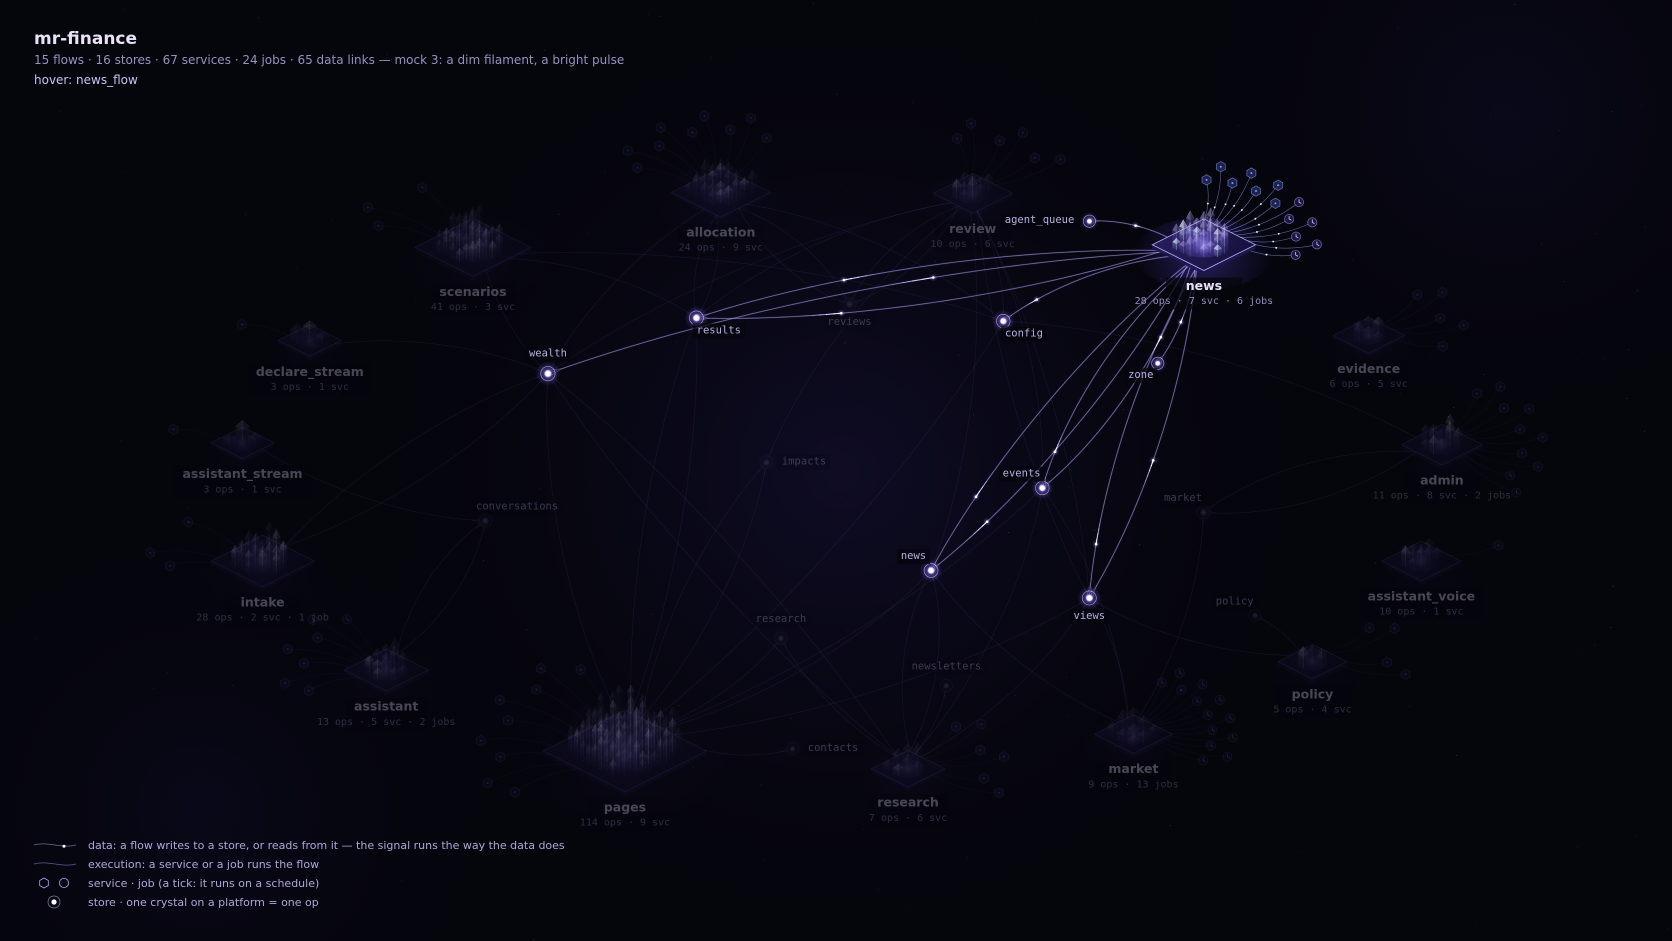 mr-finance
15 flows · 16 stores · 67 services · 24 jobs · 65 data links — mock 3: a dim filament, a bright pulse
hover: news_flow
allocation
24 ops · 9 svc
review
10 ops · 6 svc
agent_queue
scenarios
41 ops · 3 svc
news
28 ops · 7 svc · 6 jobs
results
reviews
config
wealth
declare_stream
3 ops · 1 svc
zone
evidence
6 ops · 5 svc
assistant_stream
3 ops · 1 svc
impacts
events
admin
11 ops · 8 svc · 2 jobs
conversations
market
news
intake
28 ops · 2 svc · 1 job
assistant_voice
10 ops · 1 svc
research
views
policy
newsletters
assistant
13 ops · 5 svc · 2 jobs
policy
5 ops · 4 svc
contacts
pages
114 ops · 9 svc
research
7 ops · 6 svc
market
9 ops · 13 jobs
data: a flow writes to a store, or reads from it — the signal runs the way the data does
execution: a service or a job runs the flow
service · job (a tick: it runs on a schedule)
store · one crystal on a platform = one op